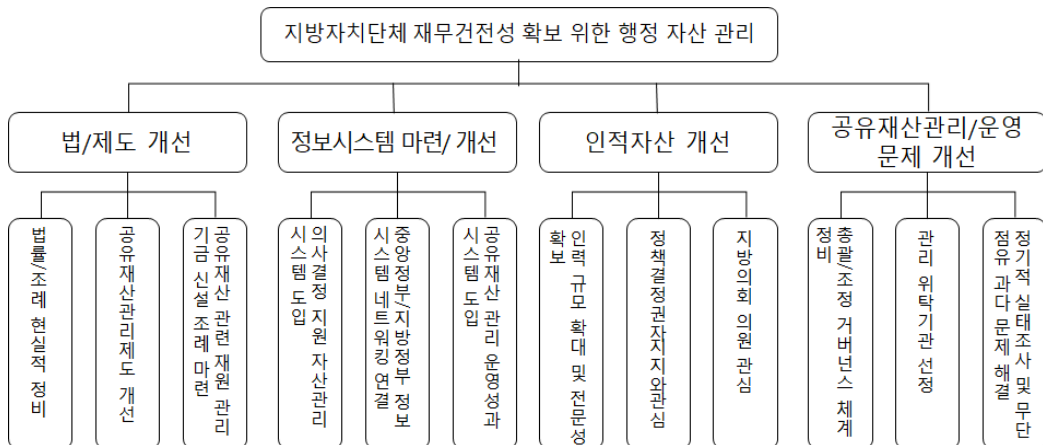 지방자치단체 재무건전성 확보 위한 행정 자산 관리
법/제도 개선
정보시스템 마련/ 개선
인적자산 개선
공유재산관리/운영
문제 개선
법률/조례 현실적 정비
공유재산관리제도 개선
공유재산 관련 재원 관리
기금 신설 조례 마련
의사결정 지원 자산관리
시스템 도입
중앙정부/지방정부 정보
시스템 네트워킹 연결
공유재산 관리 운영성과
시스템 도입
인력 규모 확대 및 전문성
확보
정책결정권자지지와관심
지방의회 의원 관심
총괄/조정 거버넌스 체계
정비
관리 위탁기관 선정
정기적 실태조사 및 무단
점유 과다 문제 해결